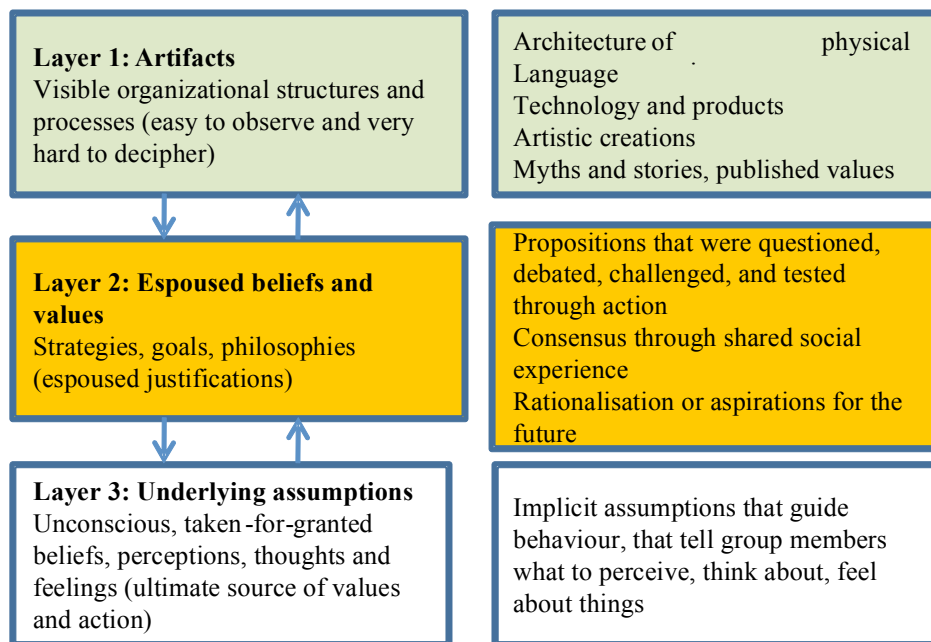 Layer 1: Artifacts
Visible organizational structures and
processes (easy to observe and very
hard to decipher)
Architecture of physical
Language
Technology and products
Artistic creations
Myths and stories, published values
Layer 2: Espoused beliefs and
values
Strategies, goals, philosophies
(espoused justifications)
Propositions that were questioned,
debated, challenged, and tested
through action
Consensus through shared social
experience
Rationalisation or aspirations for the
future
Layer 3: Underlying assumptions
Unconscious, taken-for-granted
beliefs, perceptions, thoughts and
feelings (ultimate source of values
and action)
Implicit assumptions that guide
behaviour, that tell group members
what to perceive, think about, feel
about things